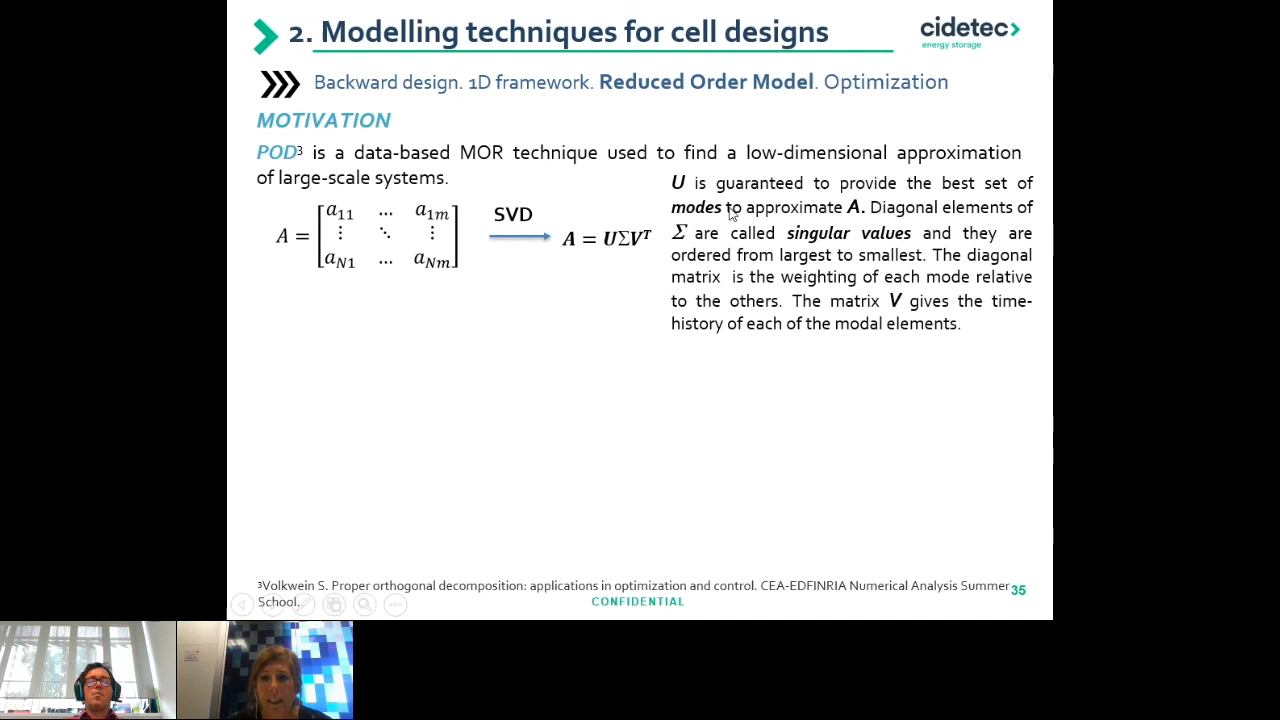 2. Modelling techniques for cell designs
cidetec>
energy storage
Backward design. 1D framework. Reduced Order Model. Optimization
MOTIVATION
POD³ is a data-based MOR technique used to find a low-dimensional approximation
of large-scale systems.
A = [a₁₁ … a₁ₘ
⋮ ⋱ ⋮
a_N1 … a_Nm]
SVD
A = UΣVᵀ
U is guaranteed to provide the best set of
modes to approximate A. Diagonal elements of
Σ are called singular values and they are
ordered from largest to smallest. The diagonal
matrix is the weighting of each mode relative
to the others. The matrix V gives the time-
history of each of the modal elements.
³Volkwein S. Proper orthogonal decomposition: applications in optimization and control. CEA-EDFINRIA Numerical Analysis Summer
School.
CONFIDENTIAL
35